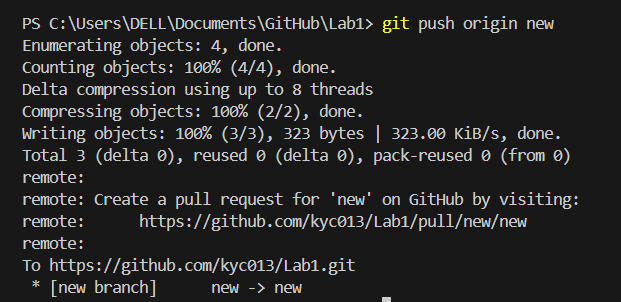 PS C:\Users\DELL\Documents\GitHub\Lab1> git push origin new
Enumerating objects: 4, done.
Counting objects: 100% (4/4), done.
Delta compression using up to 8 threads
Compressing objects: 100% (2/2), done.
Writing objects: 100% (3/3), 323 bytes | 323.00 KiB/s, done.
Total 3 (delta 0), reused 0 (delta 0), pack-reused 0 (from 0)
remote:
remote: Create a pull request for 'new' on GitHub by visiting:
remote:      https://github.com/kyc013/Lab1/pull/new/new
remote:
To https://github.com/kyc013/Lab1.git
 * [new branch]      new -> new